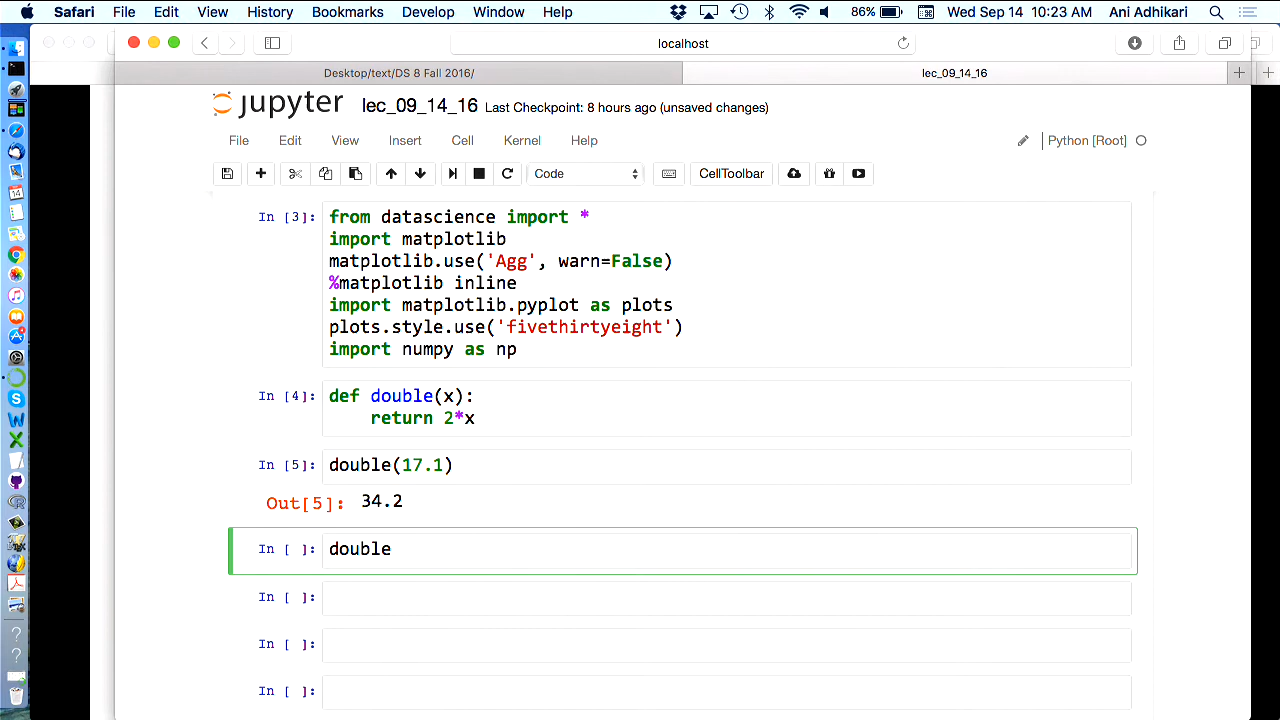 Safari File Edit View History Bookmarks Develop Window Help 86% Wed Sep 14 10:23 AM Ani Adhikari
localhost
Desktop/text/DS 8 Fall 2016/ lec_09_14_16
jupyter lec_09_14_16 Last Checkpoint: 8 hours ago (unsaved changes)
File Edit View Insert Cell Kernel Help Python [Root]
Code CellToolbar
In [3]: from datascience import *
import matplotlib
matplotlib.use('Agg', warn=False)
%matplotlib inline
import matplotlib.pyplot as plots
plots.style.use('fivethirtyeight')
import numpy as np
In [4]: def double(x):
return 2*x
In [5]: double(17.1)
Out[5]: 34.2
In [ ]: double
In [ ]:
In [ ]:
In [ ]: